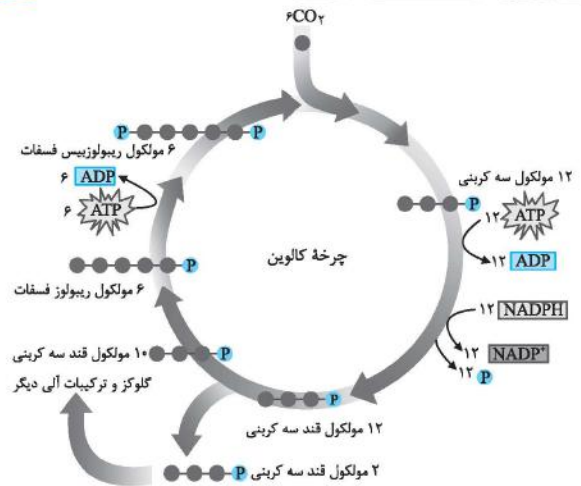 ۶CO₂
۶ مولکول ریبولوزبیس فسفات
P P
۶ ADP
۶ ATP
۶ مولکول ریبولوز فسفات
P
۱۲ مولکول سه کربنی
P
۱۲ ATP
۱۲ ADP
چرخهٔ کالوین
۱۲ NADPH
۱۲ NADP⁺
۱۲ P
۱۰ مولکول قند سه کربنی
P
گلوکز و ترکیبات آلی دیگر
P
۱۲ مولکول قند سه کربنی
۲ مولکول قند سه کربنی
P